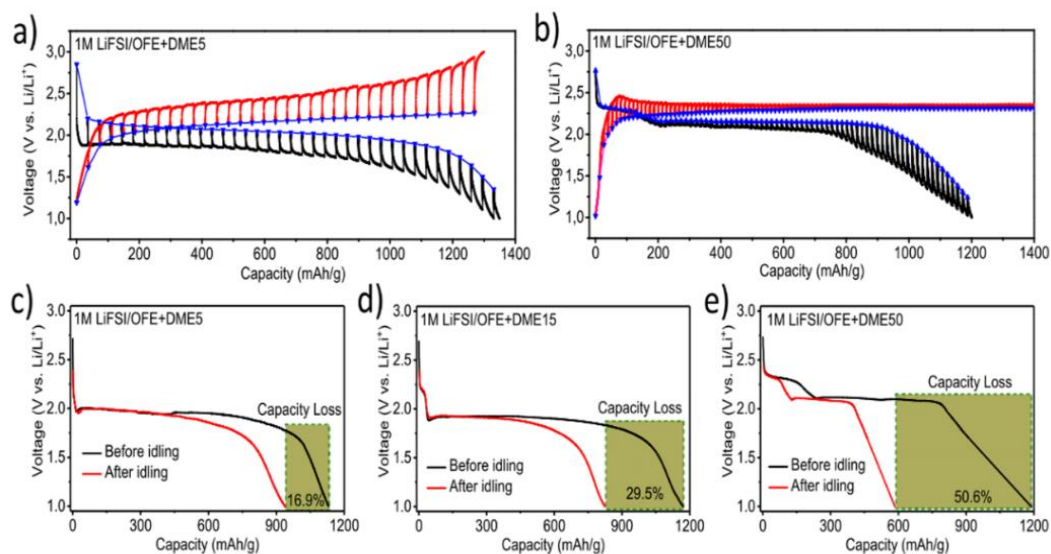 a)
1M LiFSI/OFE+DME5
Voltage (V vs. Li/Li⁺)
3,0
2,5
2,0
1,5
1,0
0 200 400 600 800 1000 1200 1400
Capacity (mAh/g)
b)
1M LiFSI/OFE+DME50
Voltage (V vs. Li/Li⁺)
3,0
2,5
2,0
1,5
1,0
0 200 400 600 800 1000 1200 1400
Capacity (mAh/g)
c)
1M LiFSI/OFE+DME5
Voltage (V vs. Li/Li⁺)
3.0
2.5
2.0
1.5
1.0
Capacity Loss
Before idling
After idling
16.9%
0 300 600 900 1200
Capacity (mAh/g)
d)
1M LiFSI/OFE+DME15
Voltage (V vs. Li/Li⁺)
3.0
2.5
2.0
1.5
1.0
Capacity Loss
Before idling
After idling
29.5%
0 300 600 900 1200
Capacity (mAh/g)
e)
1M LiFSI/OFE+DME50
Voltage (V vs. Li/Li⁺)
3.0
2.5
2.0
1.5
1.0
Capacity Loss
Before idling
After idling
50.6%
0 300 600 900 1200
Capacity (mAh/g)